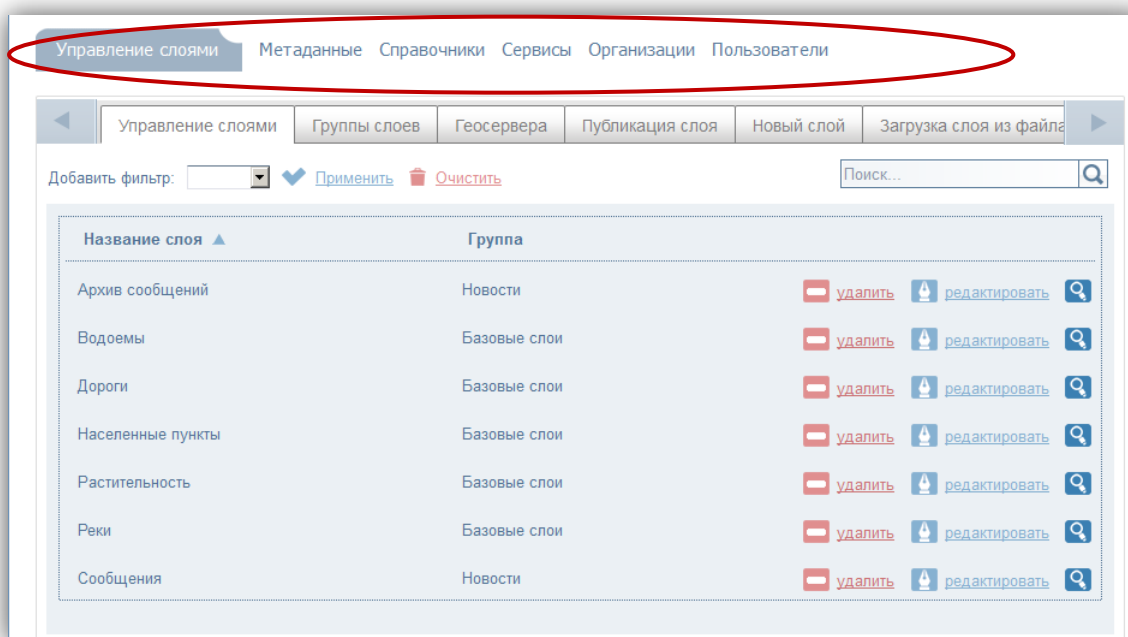 Управление слоями Метаданные Справочники Сервисы Организации Пользователи
Управление слоями Группы слоев Геосервера Публикация слоя Новый слой Загрузка слоя из файла
Добавить фильтр: Применить Очистить Поиск...
Название слоя Группа
Архив сообщений Новости удалить редактировать
Водоемы Базовые слои удалить редактировать
Дороги Базовые слои удалить редактировать
Населенные пункты Базовые слои удалить редактировать
Растительность Базовые слои удалить редактировать
Реки Базовые слои удалить редактировать
Сообщения Новости удалить редактировать